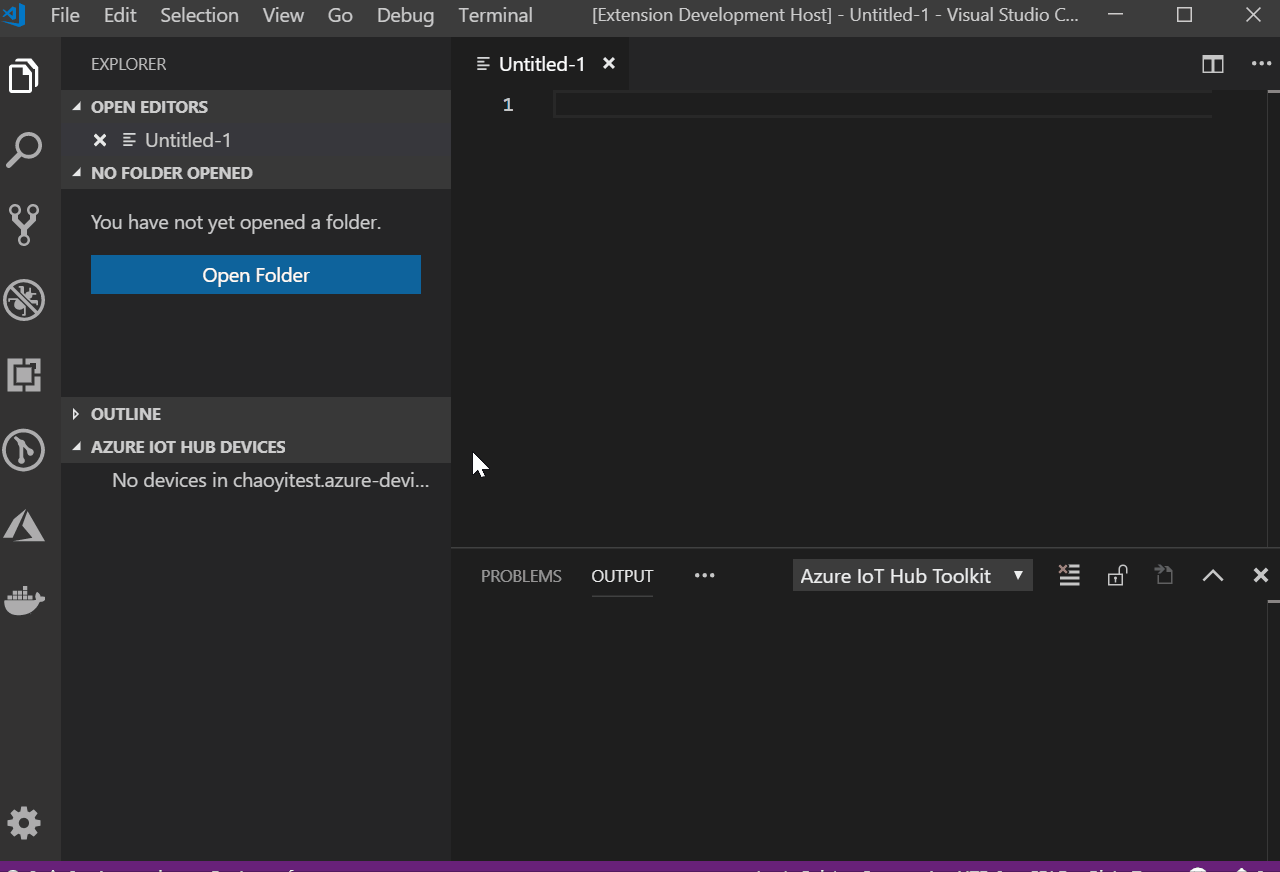 File Edit Selection View Go Debug Terminal [Extension Development Host] - Untitled-1 - Visual Studio C...
EXPLORER
OPEN EDITORS
Untitled-1
NO FOLDER OPENED
You have not yet opened a folder.
Open Folder
OUTLINE
AZURE IOT HUB DEVICES
No devices in chaoyitest.azure-devi...
Untitled-1
1
PROBLEMS OUTPUT Azure IoT Hub Toolkit